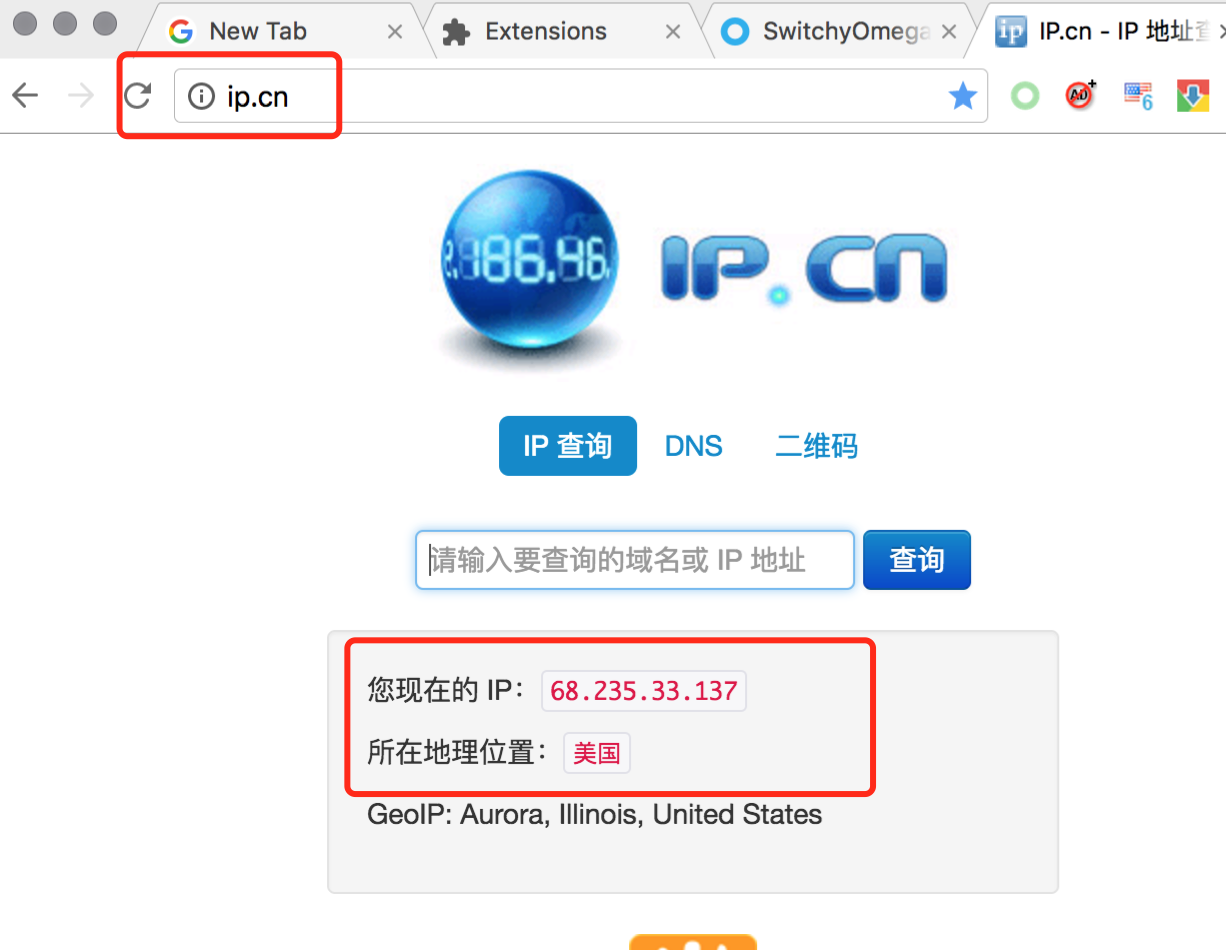 New Tab
Extensions
SwitchyOmega
IP.cn - IP 地址查
ip.cn
6
2.186.46.
IP.CN
IP 查询
DNS
二维码
请输入要查询的域名或 IP 地址
查询
您现在的 IP： 68.235.33.137
所在地理位置： 美国
GeoIP: Aurora, Illinois, United States